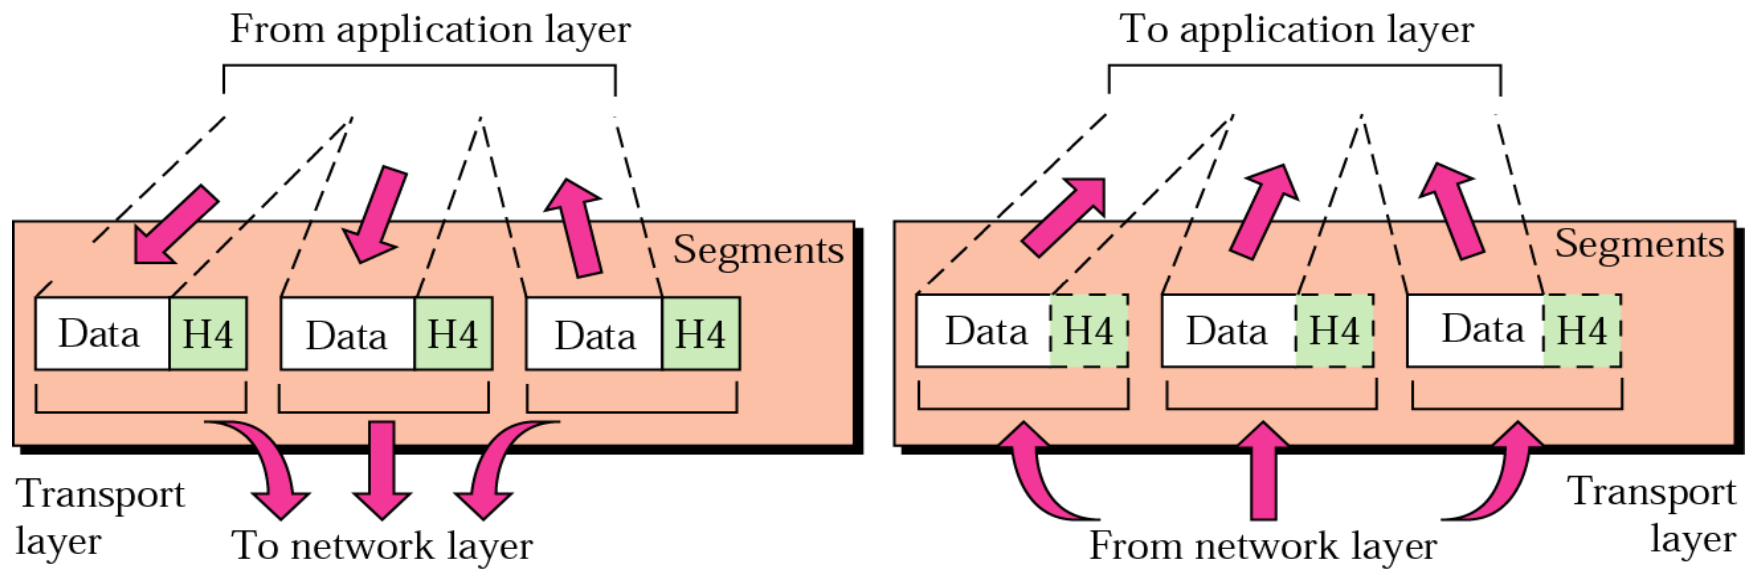 From application layer
Segments
Data H4 Data H4 Data H4
Transport
layer
To network layer
To application layer
Segments
Data H4 Data H4 Data H4
From network layer
Transport
layer